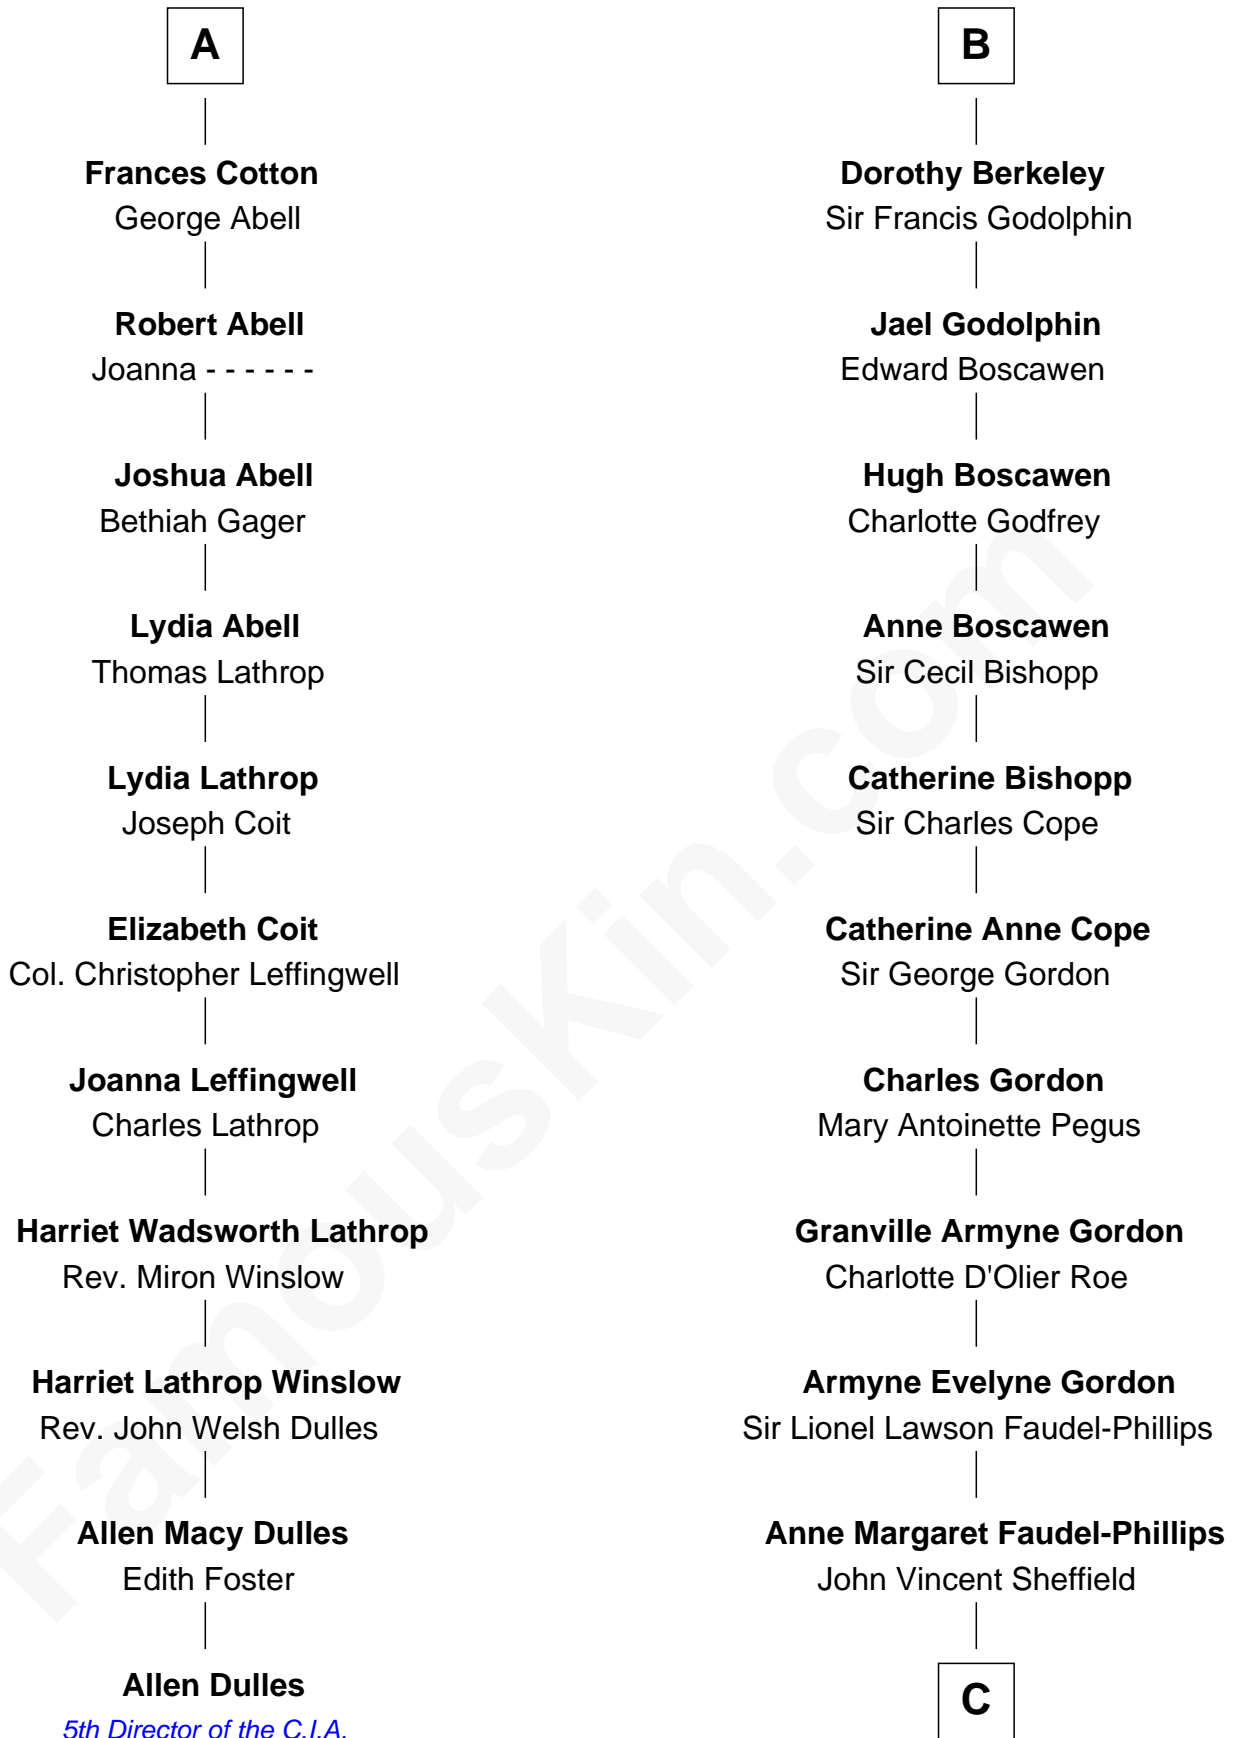 A
Frances Cotton
George Abell
Robert Abell
Joanna - - - - - -
Joshua Abell
Bethiah Gager
Lydia Abell
Thomas Lathrop
Lydia Lathrop
Joseph Coit
Elizabeth Coit
Col. Christopher Leffingwell
Joanna Leffingwell
Charles Lathrop
Harriet Wadsworth Lathrop
Rev. Miron Winslow
Harriet Lathrop Winslow
Rev. John Welsh Dulles
Allen Macy Dulles
Edith Foster
Allen Dulles
5th Director of the C.I.A.
B
Dorothy Berkeley
Sir Francis Godolphin
Jael Godolphin
Edward Boscawen
Hugh Boscawen
Charlotte Godfrey
Anne Boscawen
Sir Cecil Bishopp
Catherine Bishopp
Sir Charles Cope
Catherine Anne Cope
Sir George Gordon
Charles Gordon
Mary Antoinette Pegus
Granville Armyne Gordon
Charlotte D'Olier Roe
Armyne Evelyne Gordon
Sir Lionel Lawson Faudel-Phillips
Anne Margaret Faudel-Phillips
John Vincent Sheffield
C
FamousKin.com